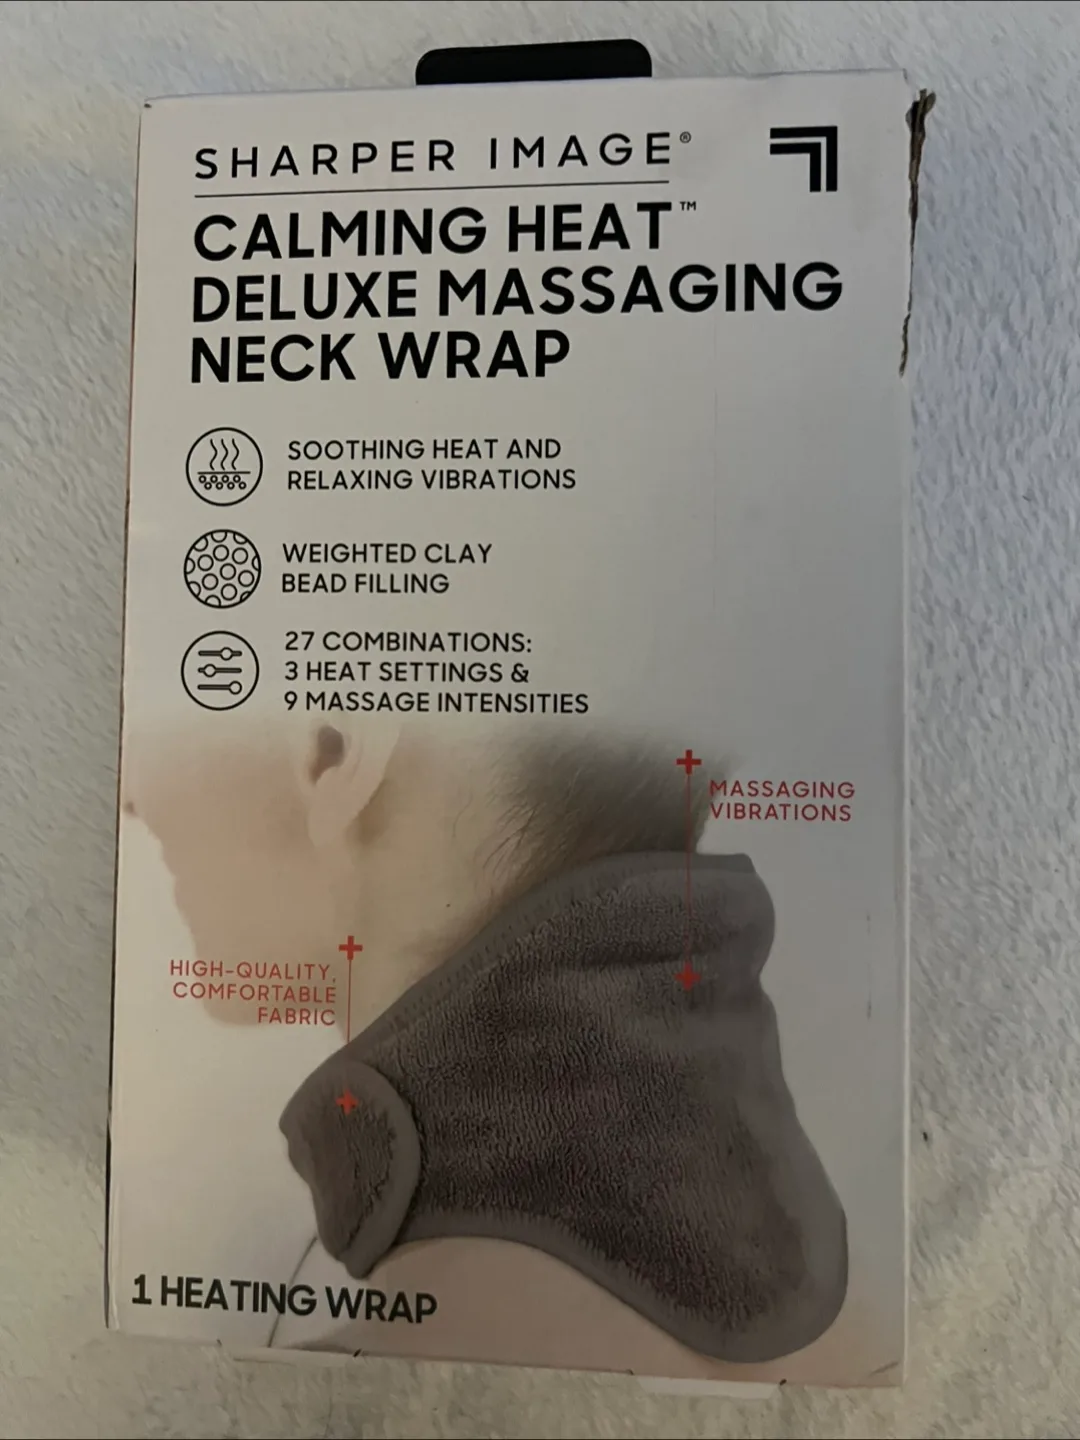 SHARPER IMAGE®
CALMING HEAT™
DELUXE MASSAGING
NECK WRAP
SOOTHING HEAT AND
RELAXING VIBRATIONS
WEIGHTED CLAY
BEAD FILLING
27 COMBINATIONS:
3 HEAT SETTINGS &
9 MASSAGE INTENSITIES
MASSAGING
VIBRATIONS
HIGH-QUALITY,
COMFORTABLE
FABRIC
1 HEATING WRAP